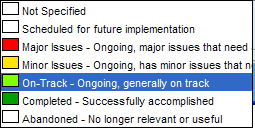 Not Specified
Scheduled for future implementation
Major Issues - Ongoing, major issues that need
Minor Issues - Ongoing, has minor issues that
On-Track - Ongoing, generally on track
Completed - Successfully accomplished
Abandoned - No longer relevant or useful